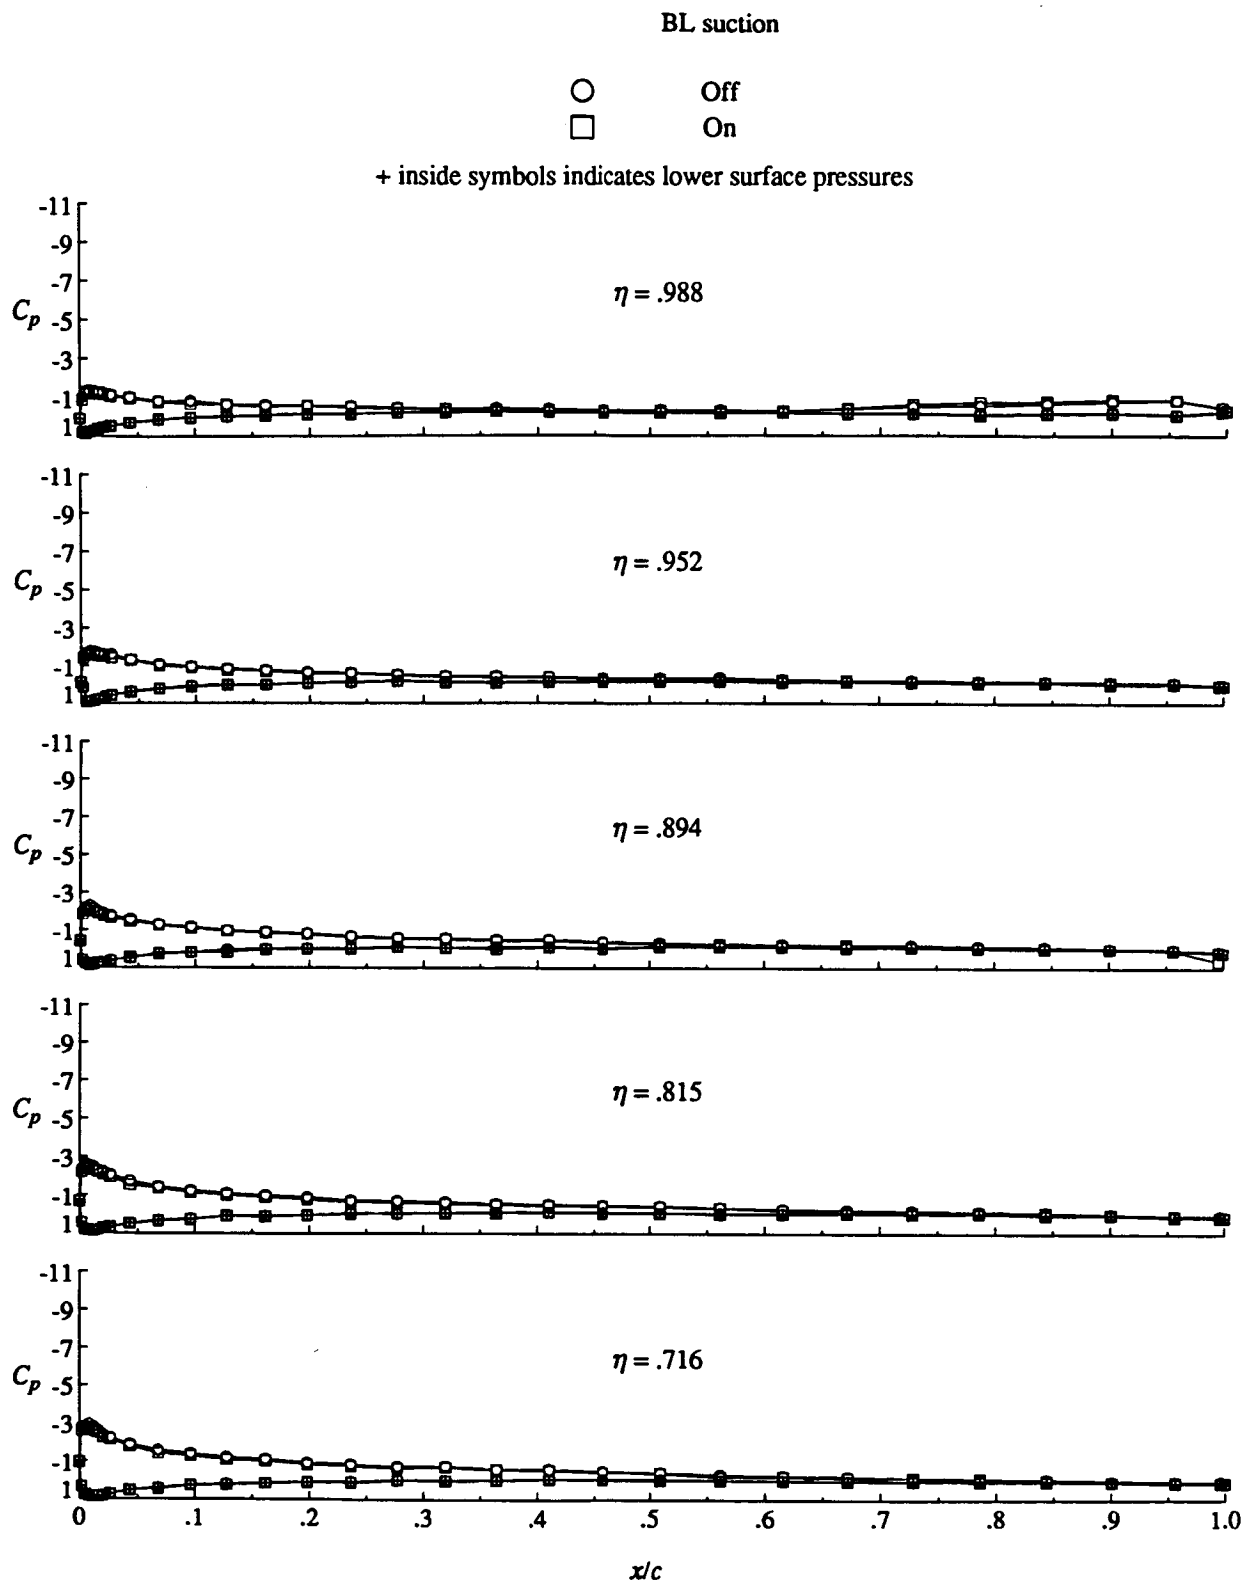 BL suction
Off
On
+ inside symbols indicates lower surface pressures
-11
-9
-7
Cp -5
-3
-1
1
η = .988
-11
-9
-7
Cp -5
-3
-1
1
η = .952
-11
-9
-7
Cp -5
-3
-1
1
η = .894
-11
-9
-7
Cp -5
-3
-1
1
η = .815
-11
-9
-7
Cp -5
-3
-1
1
η = .716
0 .1 .2 .3 .4 .5 .6 .7 .8 .9 1.0
x/c